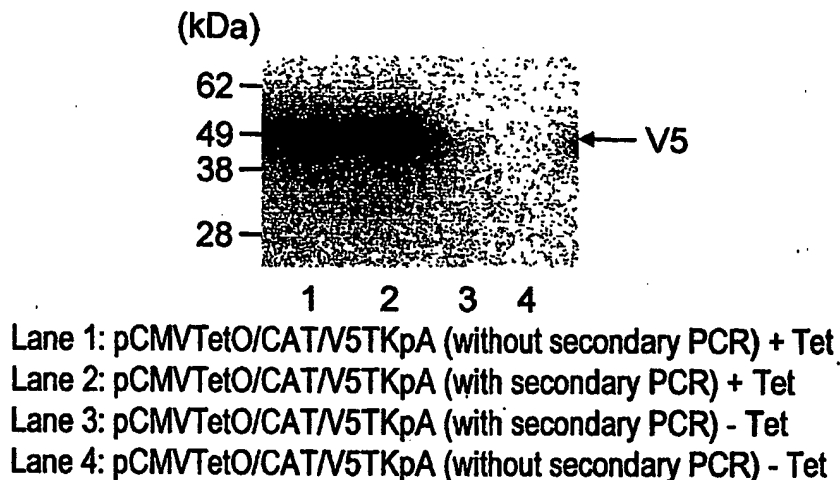 (kDa)
62
49
38
28
V5
1 2 3 4
Lane 1: pCMVTetO/CAT/V5TKpA (without secondary PCR) + Tet
Lane 2: pCMVTetO/CAT/V5TKpA (with secondary PCR) + Tet
Lane 3: pCMVTetO/CAT/V5TKpA (with secondary PCR) - Tet
Lane 4: pCMVTetO/CAT/V5TKpA (without secondary PCR) - Tet